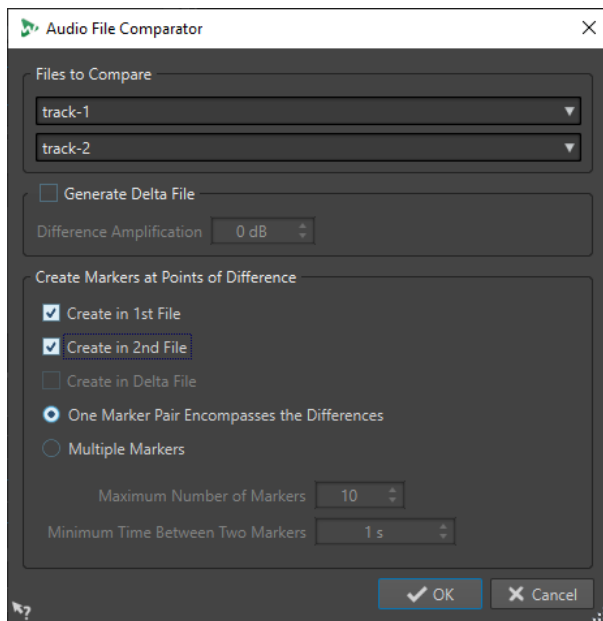 Audio File Comparator
Files to Compare
track-1
track-2
Generate Delta File
Difference Amplification 0 dB
Create Markers at Points of Difference
Create in 1st File
Create in 2nd File
Create in Delta File
One Marker Pair Encompasses the Differences
Multiple Markers
Maximum Number of Markers 10
Minimum Time Between Two Markers 1 s
OK Cancel
?